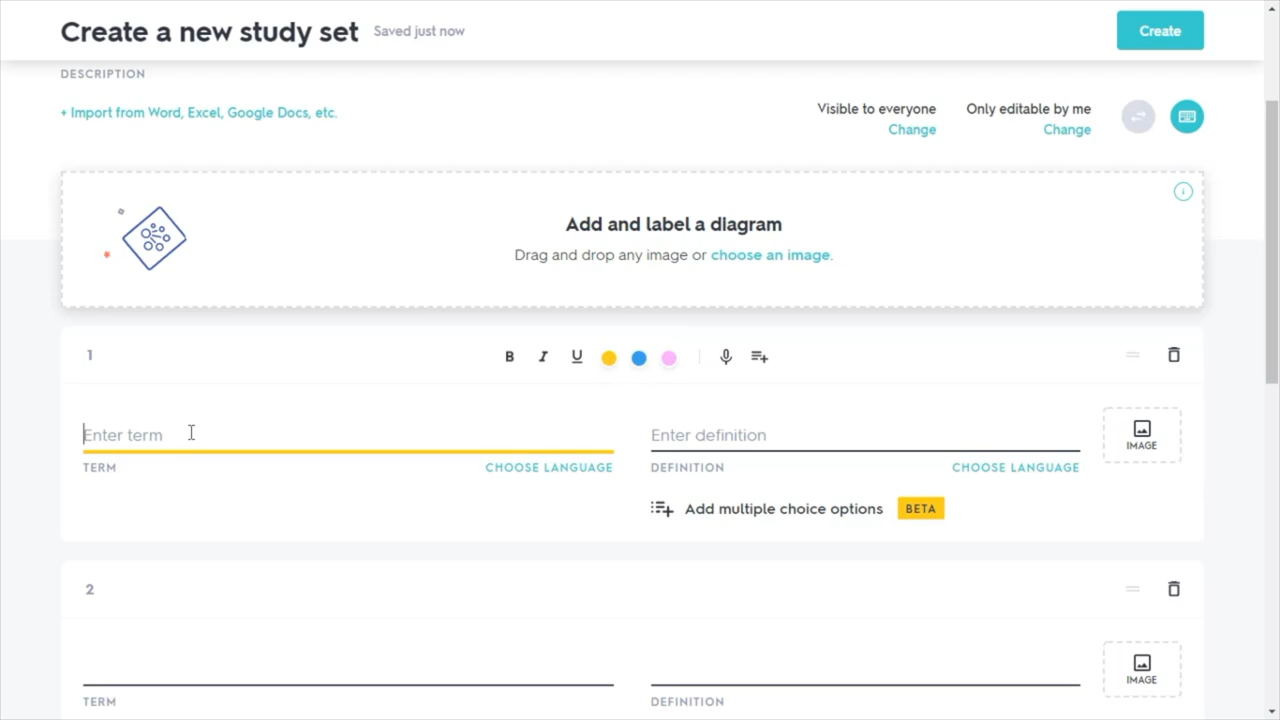 Create a new study set Saved just now Create
DESCRIPTION
+ Import from Word, Excel, Google Docs, etc.
Visible to everyone Only editable by me
Change Change
Add and label a diagram
Drag and drop any image or choose an image.
1 B I U
Enter term Enter definition
IMAGE
TERM CHOOSE LANGUAGE DEFINITION CHOOSE LANGUAGE
Add multiple choice options BETA
2
IMAGE
TERM DEFINITION